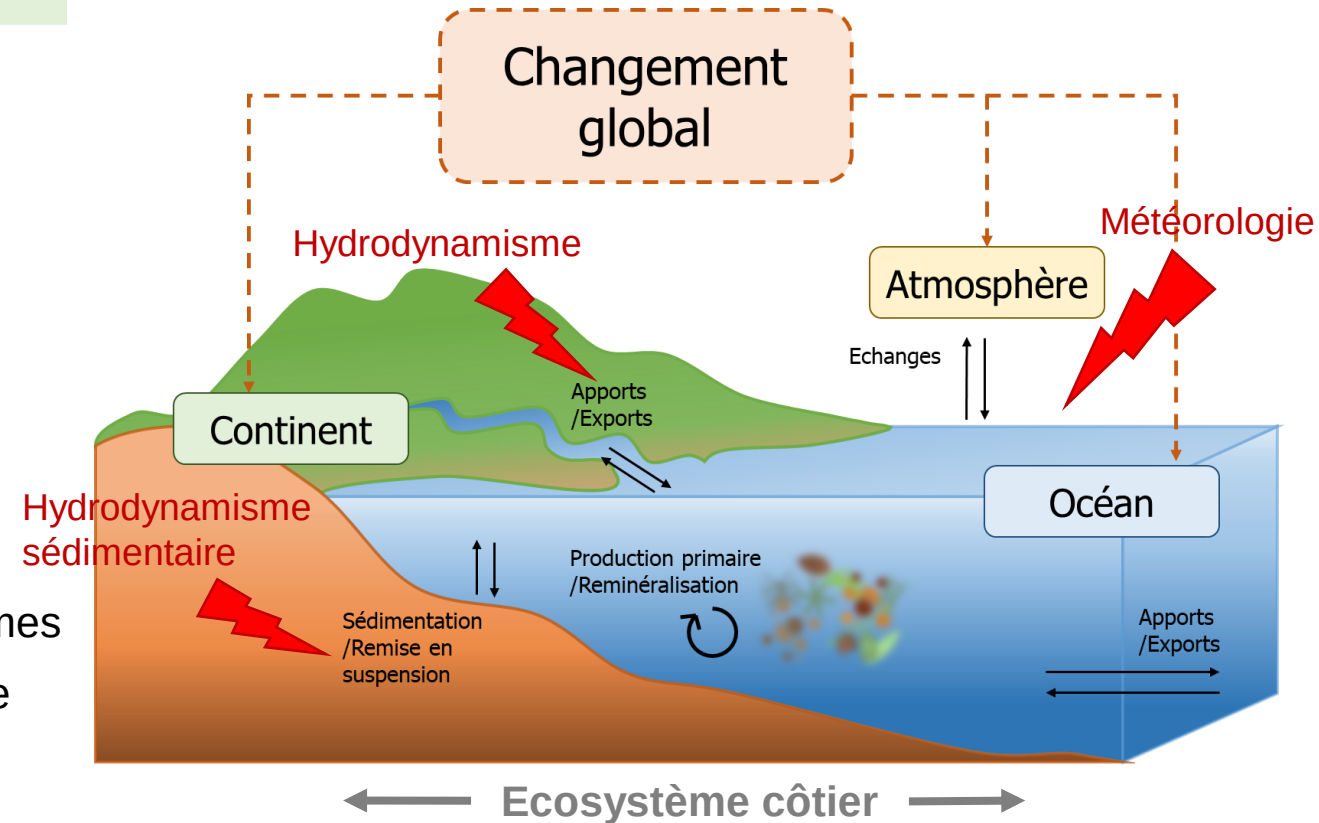 Changement
global
Météorologie
Hydrodynamisme
Atmosphère
Echanges
Apports
/Exports
Continent
Océan
Hydrodynamisme
sédimentaire
Production primaire
/Reminéralisation
Sédimentation
/Remise en
suspension
Apports
/Exports
Ecosystème côtier